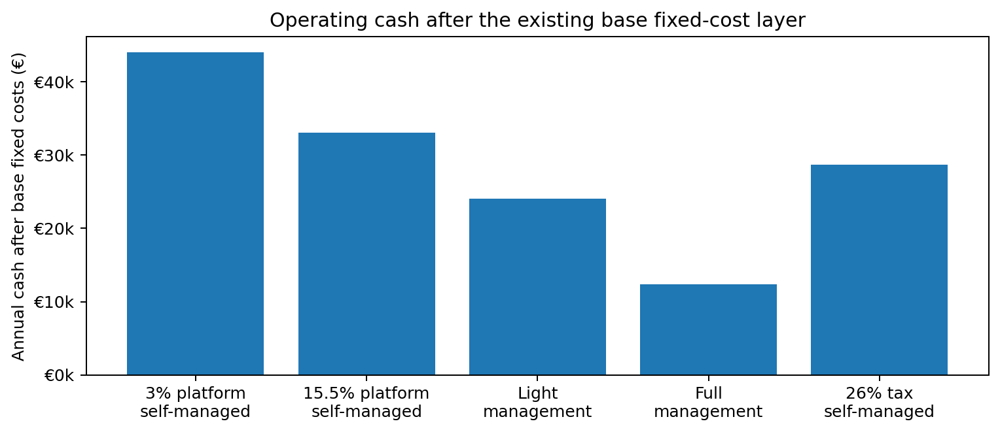 Operating cash after the existing base fixed-cost layer
Annual cash after base fixed costs (€)
€40k
€30k
€20k
€10k
€0k
3% platform
self-managed
15.5% platform
self-managed
Light
management
Full
management
26% tax
self-managed